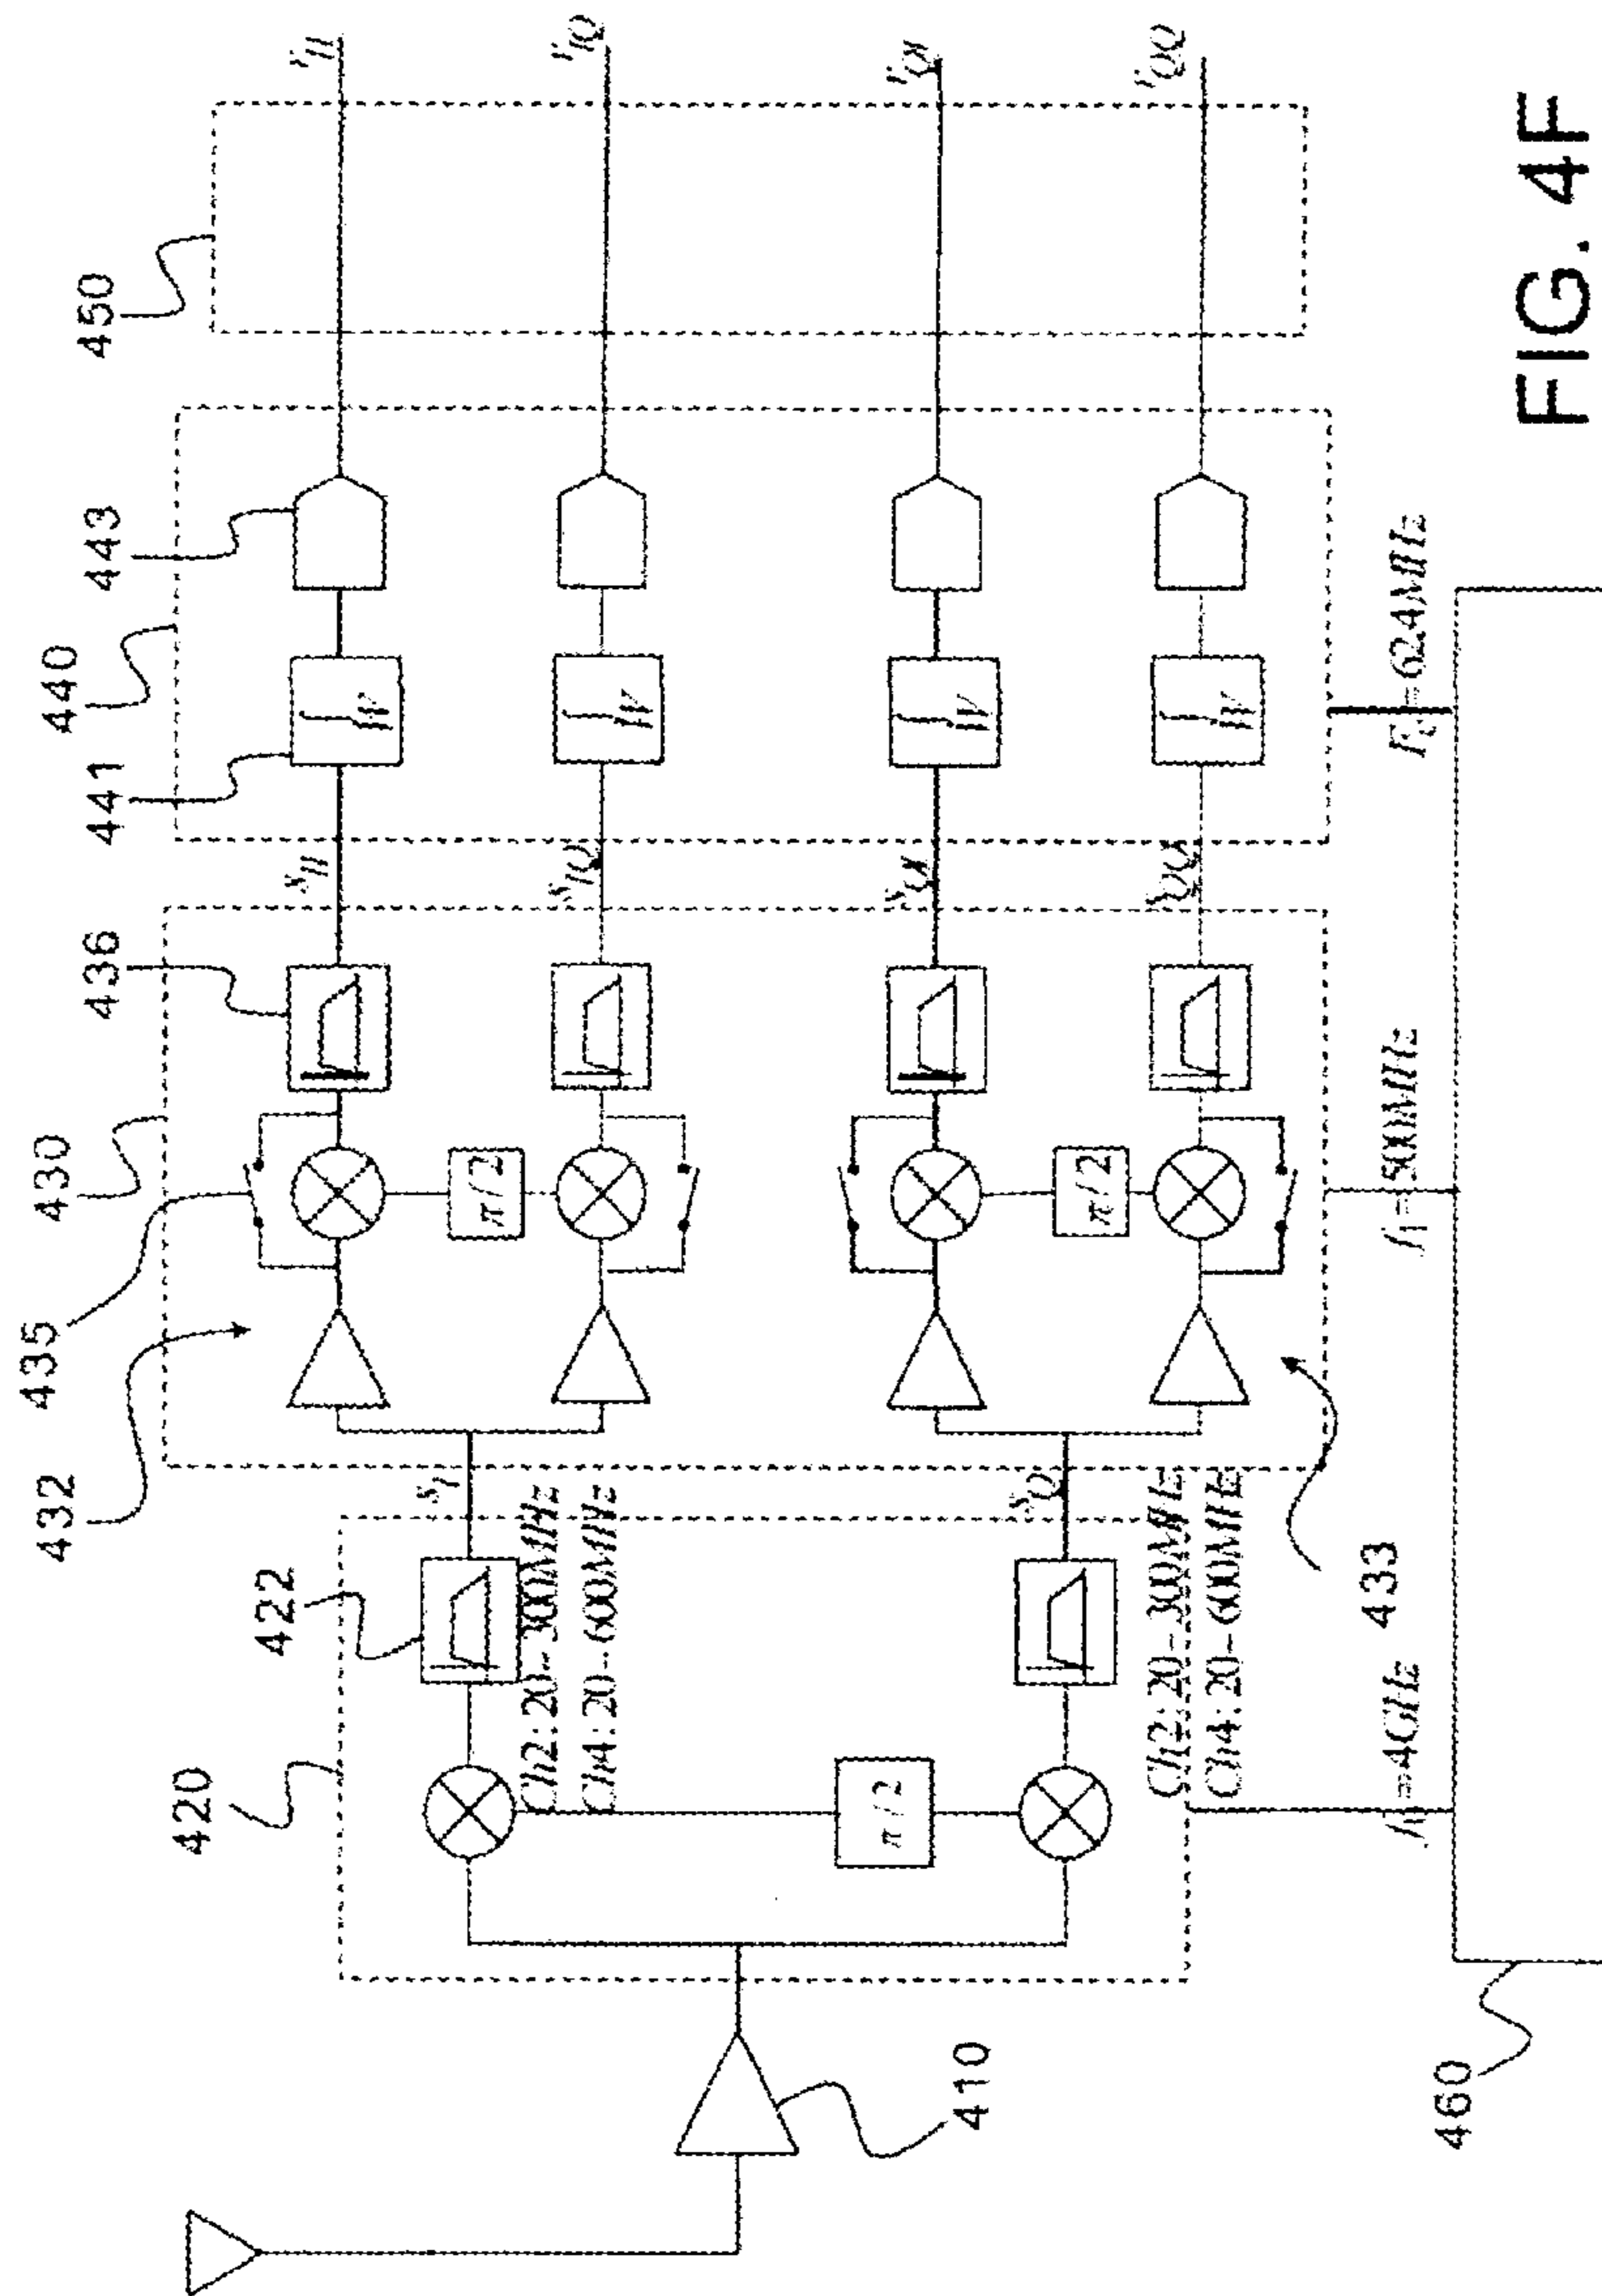 450
443
440
441
436
430
435
432
422
420
r_II
r_IQ
r_QI
r_QQ
W
W
W
W
s_II
s_IQ
s_QI
s_QQ
π/2
π/2
s_I
s_Q
Ch2:20-300MHz
Ch4:20-600MHz
Ch2:20-300MHz
Ch4:20-600MHz
π/2
433
410
=624MHz
f_1=500MHz
=4GHz
460
FIG. 4F